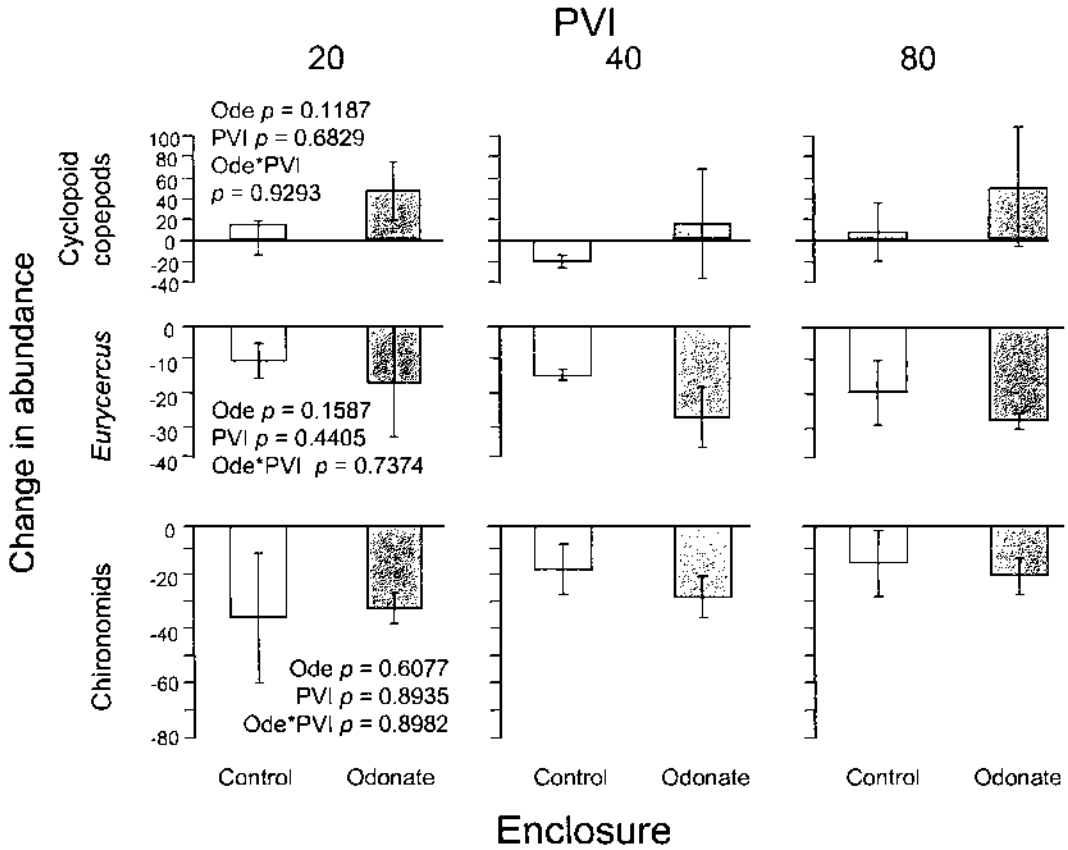 PVI
20 40 80
Ode p = 0.1187
PVI p = 0.6829
Ode*PVI
p = 0.9293
Cyclopoid
copepods
100
80
60
40
20
0
-20
-40
Change in abundance
Eurycercus
0
-10
-20
-30
-40
Ode p = 0.1587
PVI p = 0.4405
Ode*PVI p = 0.7374
Chironomids
0
-20
-40
-60
-80
Ode p = 0.6077
PVI p = 0.8935
Ode*PVI p = 0.8982
Control Odonate Control Odonate Control Odonate
Enclosure